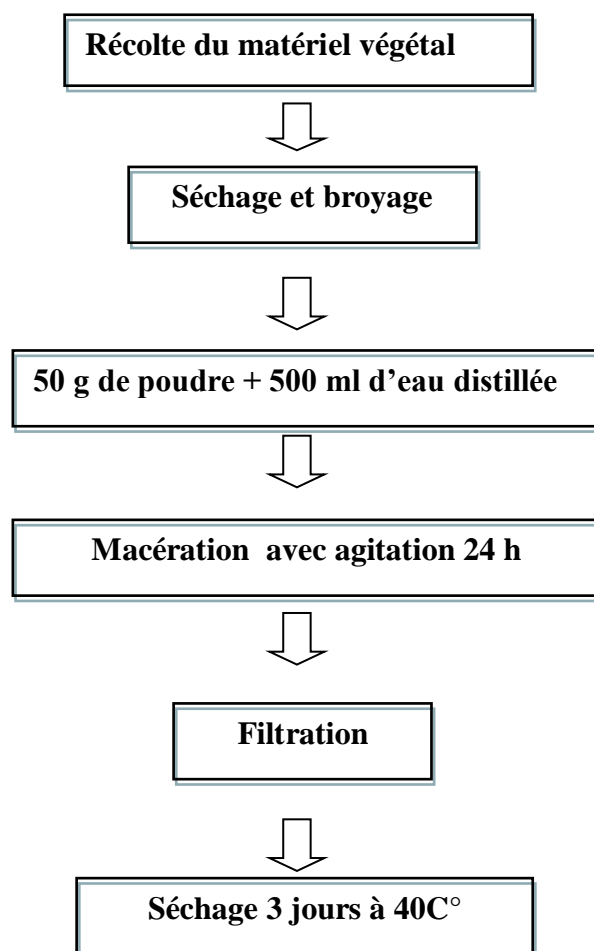 Récolte du matériel végétal
Séchage et broyage
50 g de poudre + 500 ml d’eau distillée
Macération avec agitation 24 h
Filtration
Séchage 3 jours à 40C°